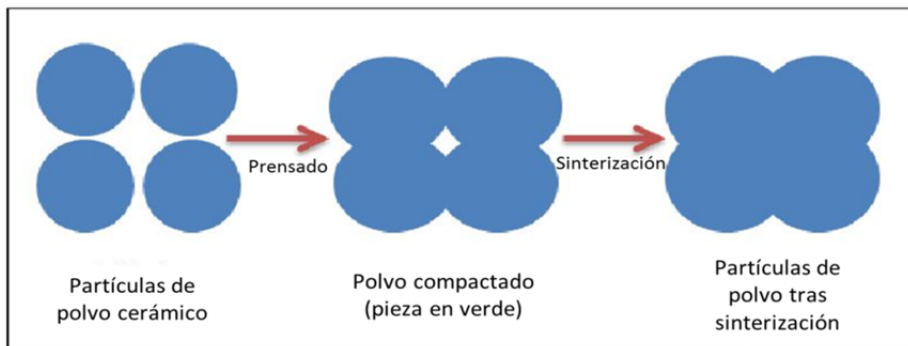 Prensado
Sinterización
Partículas de
polvo cerámico
Polvo compactado
(pieza en verde)
Partículas de
polvo tras
sinterización